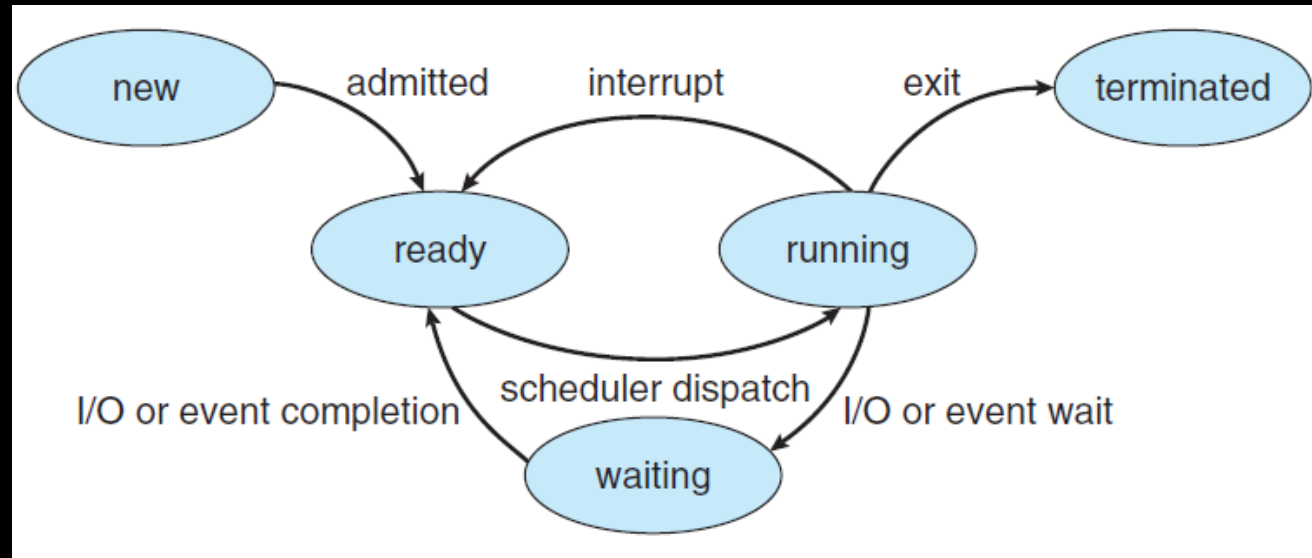 new
admitted
interrupt
exit
terminated
ready
running
scheduler dispatch
I/O or event completion
I/O or event wait
waiting